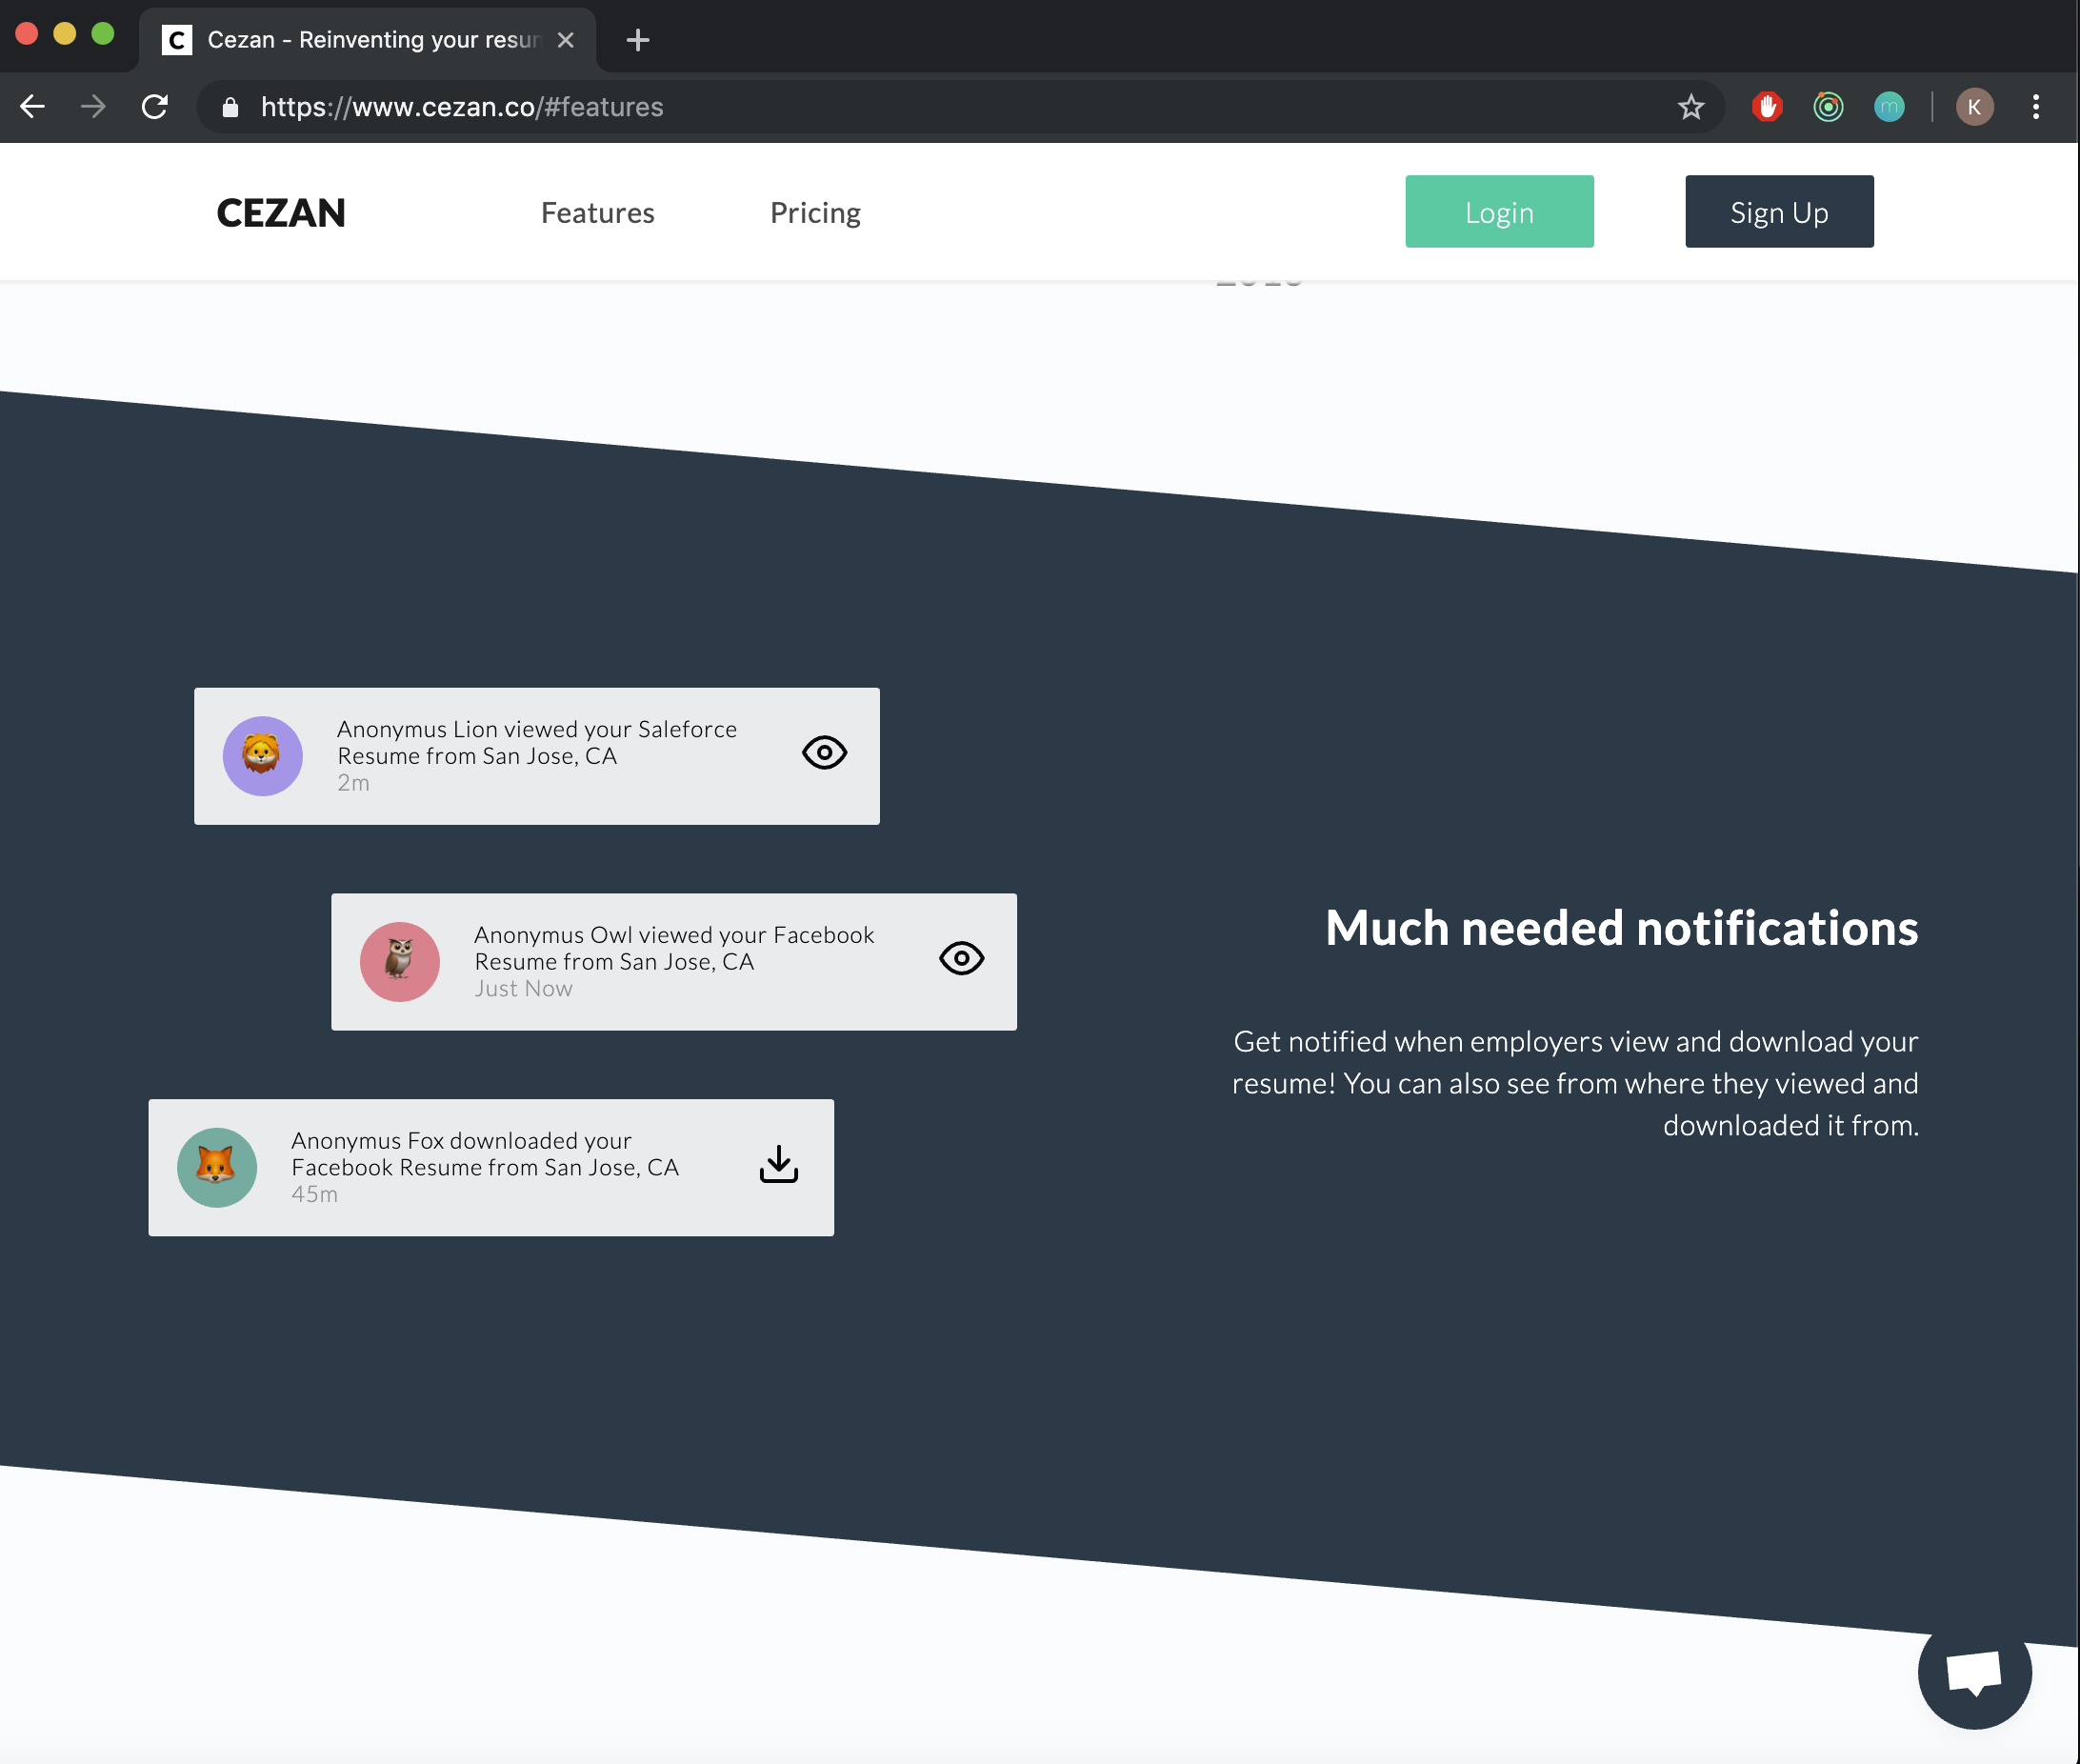 Cezan - Reinventing your resu
https://www.cezan.co/#features
K
CEZAN
Features
Pricing
Login
Sign Up
Anonymus Lion viewed your Saleforce
Resume from San Jose, CA
2m
Anonymus Owl viewed your Facebook
Resume from San Jose, CA
Just Now
Anonymus Fox downloaded your
Facebook Resume from San Jose, CA
45m
Much needed notifications
Get notified when employers view and download your
resume! You can also see from where they viewed and
downloaded it from.